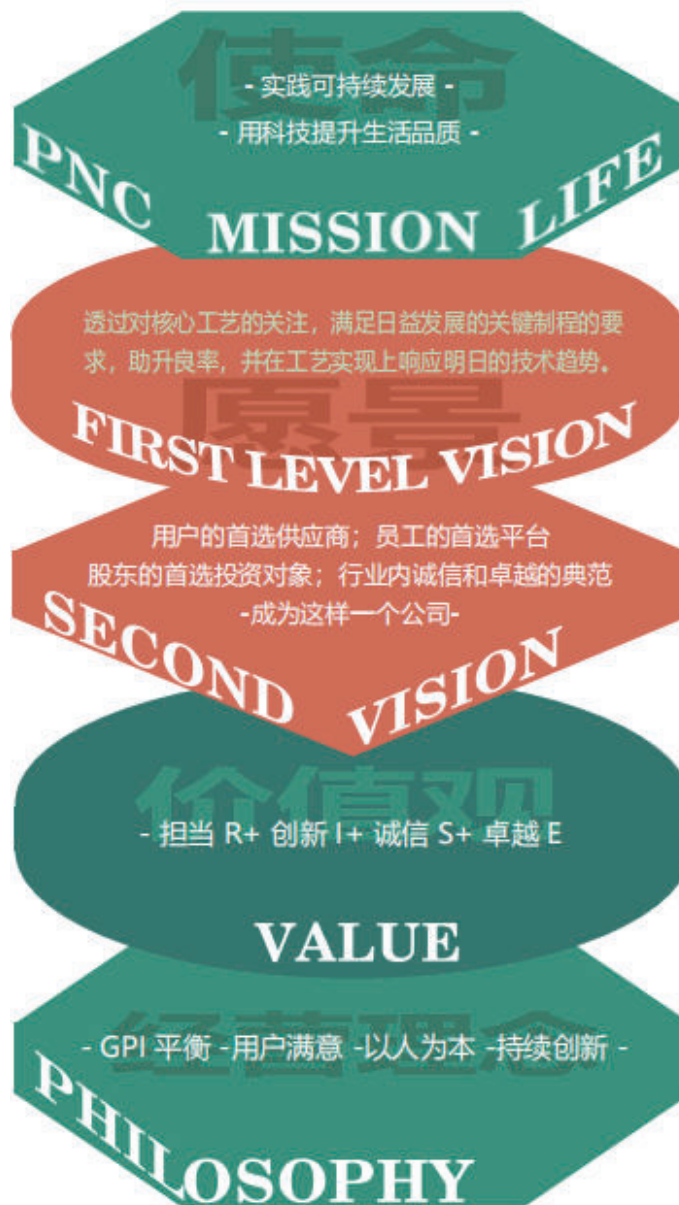 使命
- 实践可持续发展 -
- 用科技提升生活品质 -
PNC MISSION LIFE
透过对核心工艺的关注，满足日益发展的关键制程的要
求，助升良率，并在工艺实现上响应明日的技术趋势。
愿景
FIRST LEVEL VISION
用户的首选供应商；员工的首选平台
股东的首选投资对象；行业内诚信和卓越的典范
-成为这样一个公司-
SECOND VISION
价值观
- 担当 R+ 创新 I+ 诚信 S+ 卓越 E
VALUE
经营理念
- GPI 平衡 -用户满意 -以人为本 -持续创新 -
PHILOSOPHY